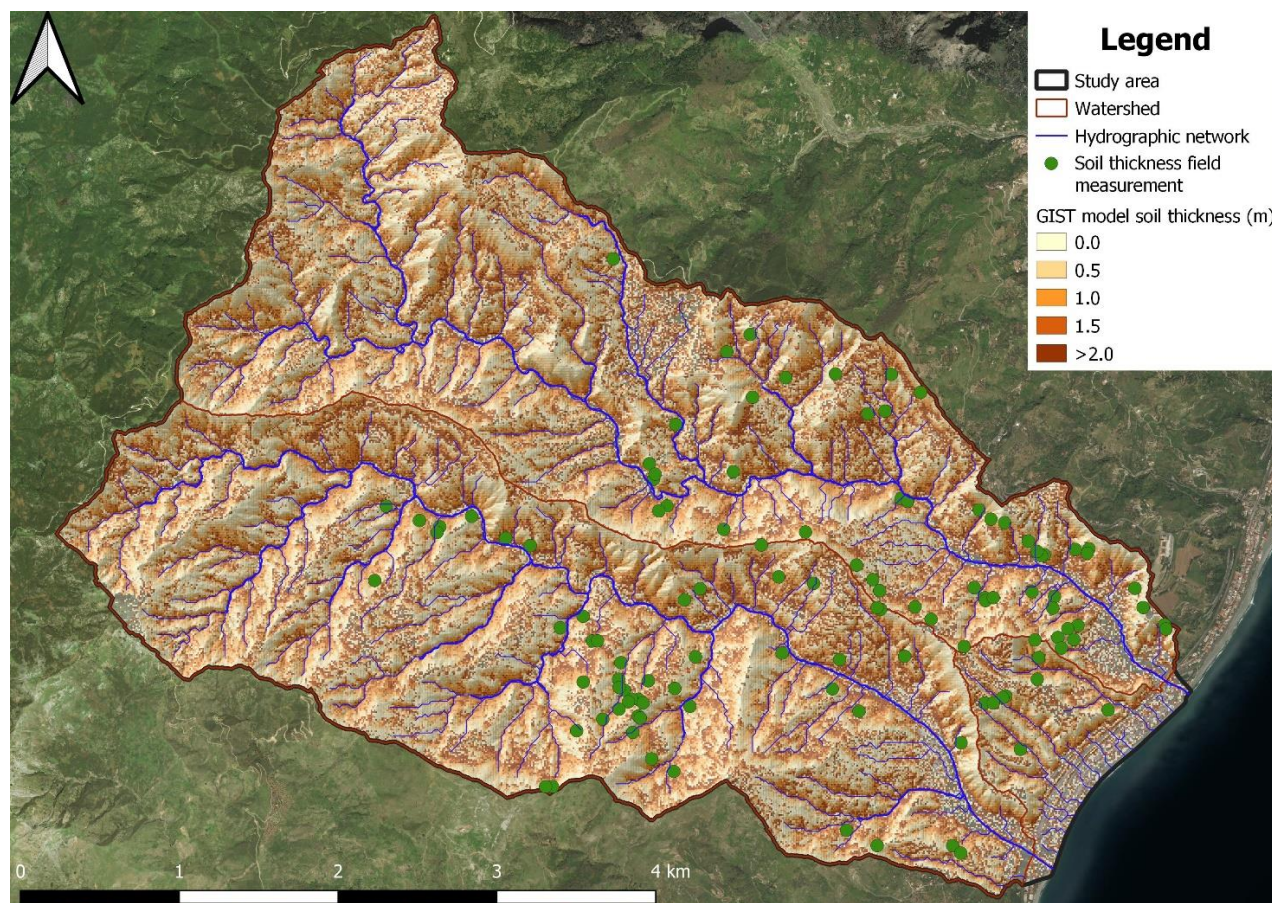 Legend
Study area
Watershed
Hydrographic network
Soil thickness field
measurement
GIST model soil thickness (m)
0.0
0.5
1.0
1.5
>2.0
0 1 2 3 4 km